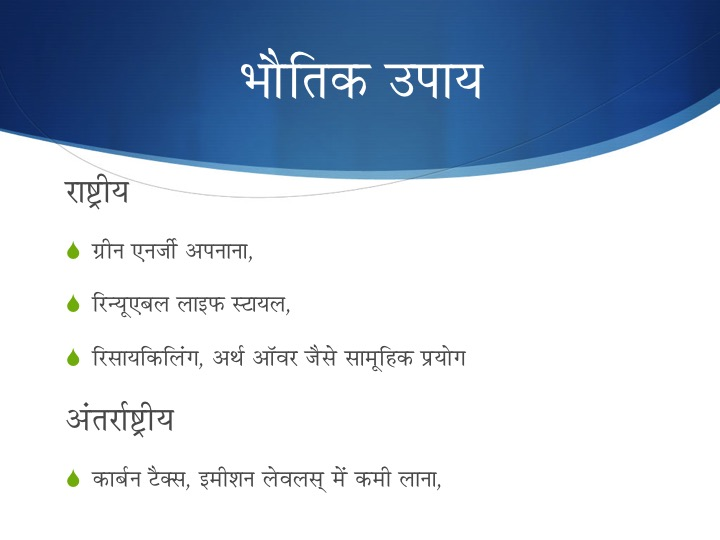 भौतिक उपाय
राष्ट्रीय
ग्रीन एनर्जी अपनाना,
रिन्यूएबल लाइफ स्टायल,
रिसायकिलिंग, अर्थ ऑवर जैसे सामूहिक प्रयोग
अंतर्राष्ट्रीय
कार्बन टैक्स, इमीशन लेवलस् में कमी लाना,